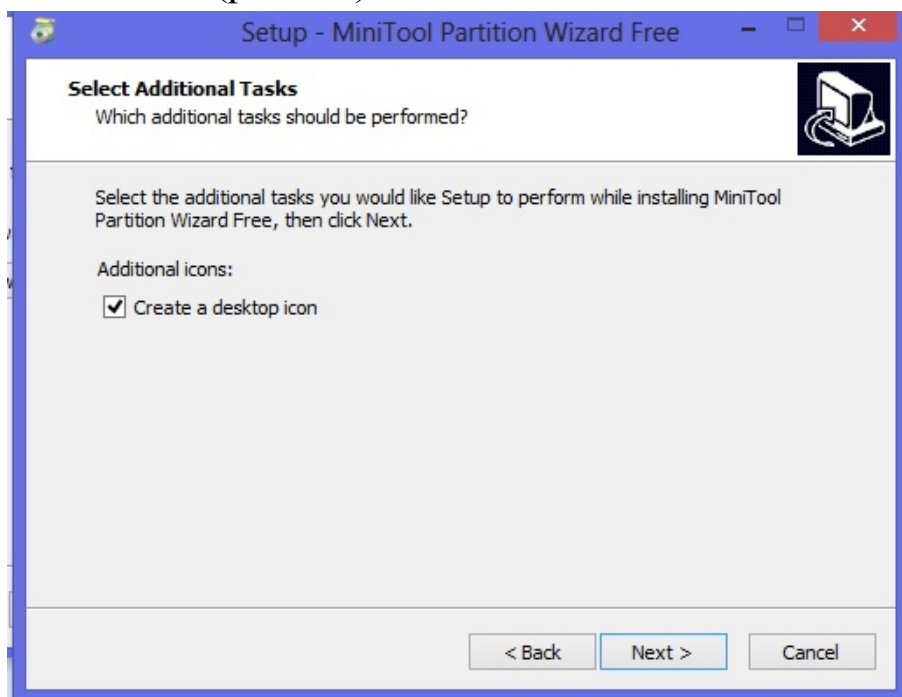 Setup - MiniTool Partition Wizard Free
Select Additional Tasks
Which additional tasks should be performed?
Select the additional tasks you would like Setup to perform while installing MiniTool
Partition Wizard Free, then click Next.
Additional icons:
Create a desktop icon
< Back Next > Cancel